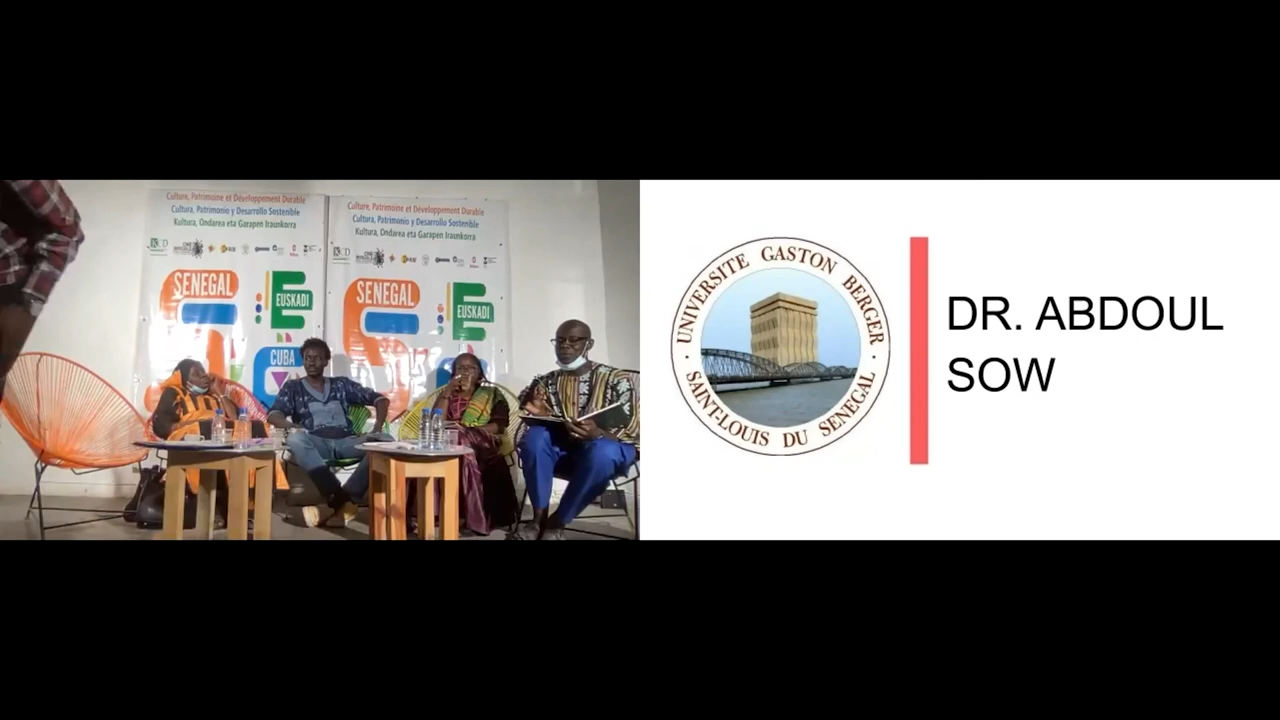 Culture, Patrimoine et Développement Durable
Cultura, Patrimonio y Desarrollo Sostenible
Kultura, Ondarea eta Garapen Iraunkorra
SENEGAL
EUSKADI
CUBA
Culture, Patrimoine et Développement Durable
Cultura, Patrimonio y Desarrollo Sostenible
Kultura, Ondarea eta Garapen Iraunkorra
SENEGAL
EUSKADI
UNIVERSITE GASTON BERGER
SAINT-LOUIS DU SENEGAL
DR. ABDOUL
SOW